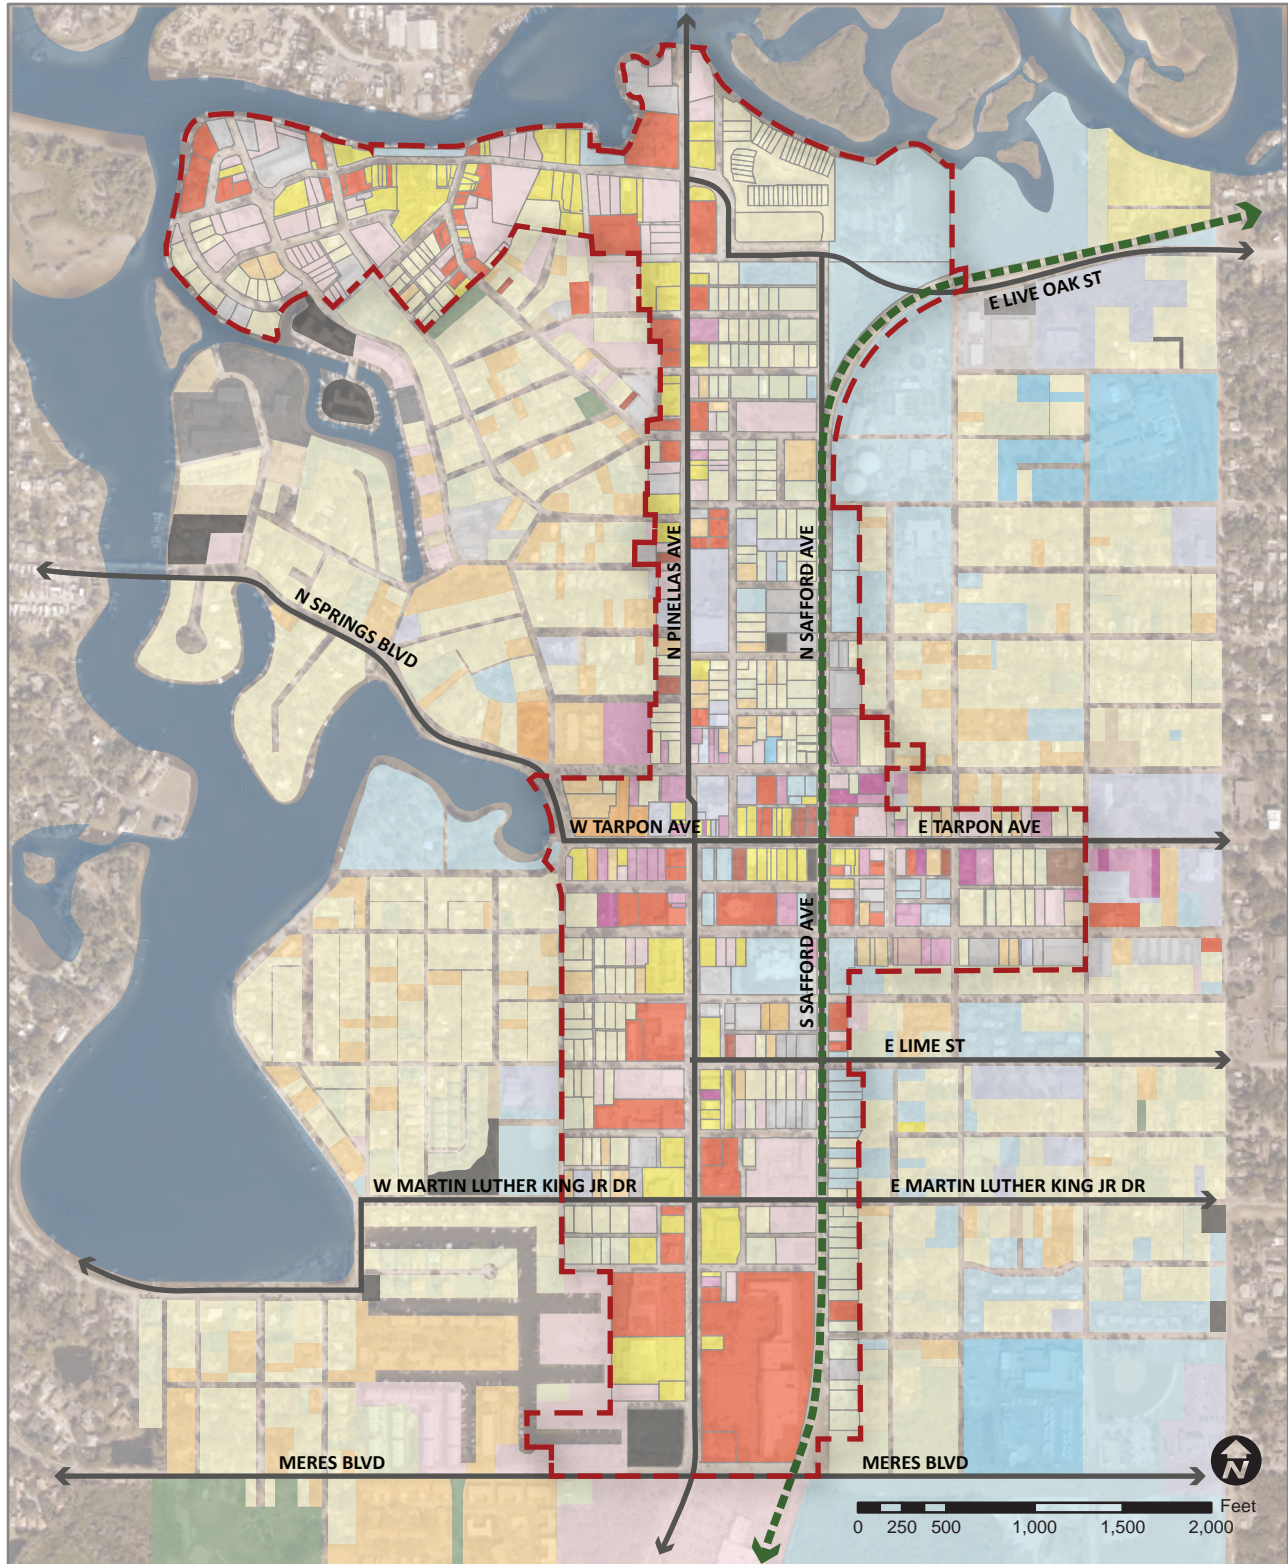 E LIVE OAK ST
N PINELLAS AVE
N SAFFORD AVE
N SPRINGS BLVD
W TARPON AVE
E TARPON AVE
S SAFFORD AVE
E LIME ST
W MARTIN LUTHER KING JR DR
E MARTIN LUTHER KING JR DR
MERES BLVD
MERES BLVD
N
Feet
0 250 500 1,000 1,500 2,000